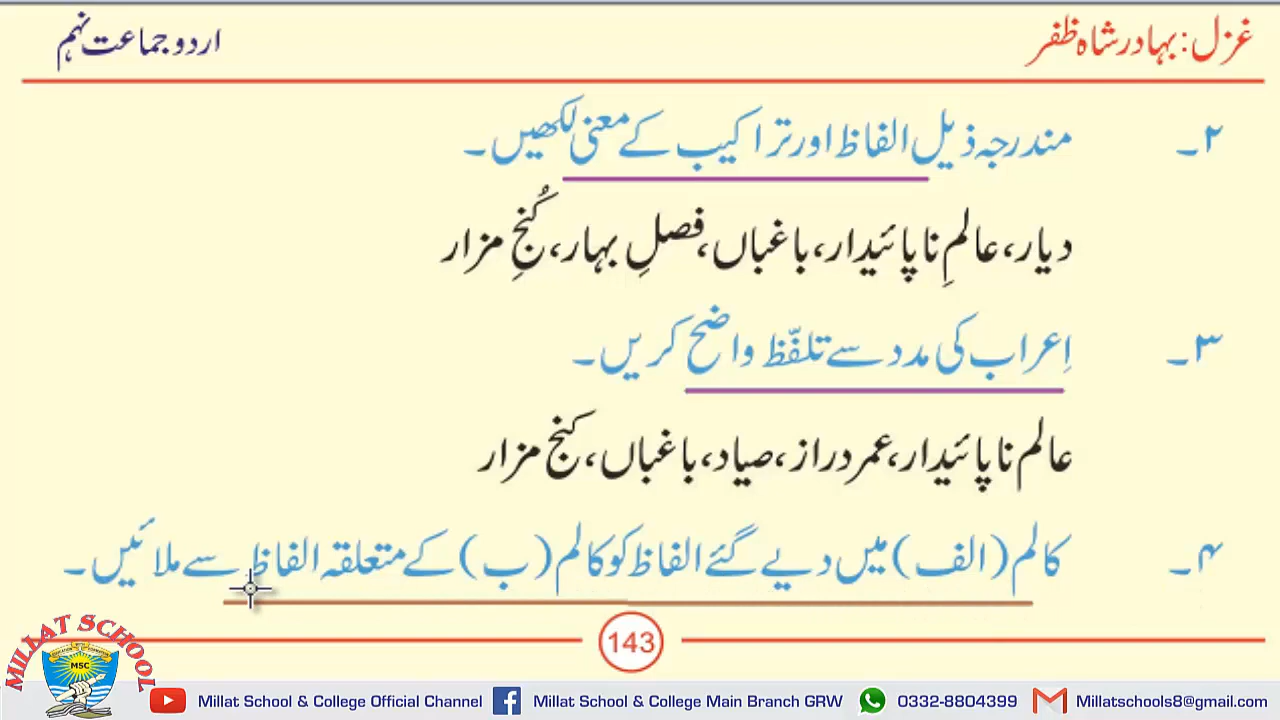 غزل: بہادر شاہ ظفر
اردو جماعت نہم
۲۔ مندرجہ ذیل الفاظ اور تراکیب کے معنی لکھیں۔
دیار، عالمِ ناپائیدار، باغباں، فصلِ بہار، کُنجِ مزار
۳۔ اِعراب کی مدد سے تلفّظ واضح کریں۔
عالم ناپائیدار، عمر دراز، صیاد، باغباں، کنج مزار
۴۔ کالم (الف) میں دیے گئے الفاظ کو کالم (ب) کے متعلقہ الفاظ سے ملائیں۔
143
MILLAT SCHOOL
MSC
Millat School & College Official Channel
Millat School & College Main Branch GRW
0332-8804399
Millatschools8@gmail.com